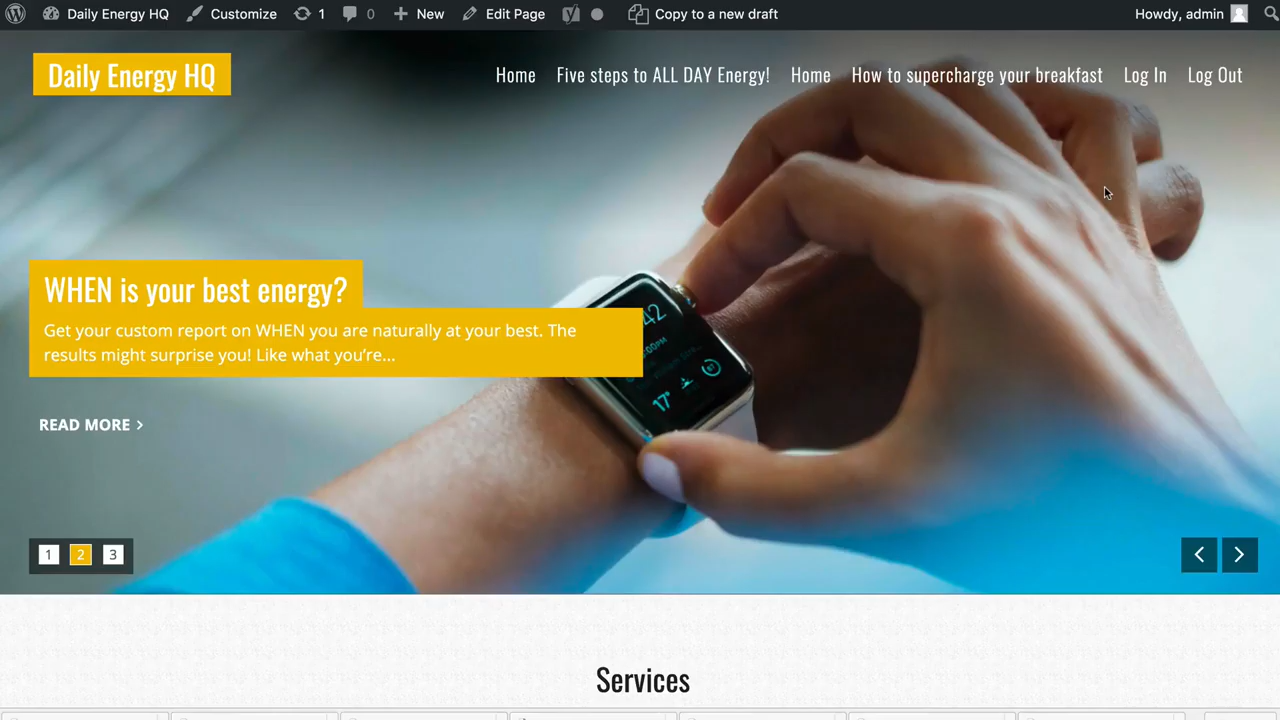 Daily Energy HQ Customize 1 0 New Edit Page Copy to a new draft Howdy, admin
Daily Energy HQ
Home Five steps to ALL DAY Energy! Home How to supercharge your breakfast Log In Log Out
WHEN is your best energy?
Get your custom report on WHEN you are naturally at your best. The
results might surprise you! Like what you're...
READ MORE
1 2 3
42
17°
Services